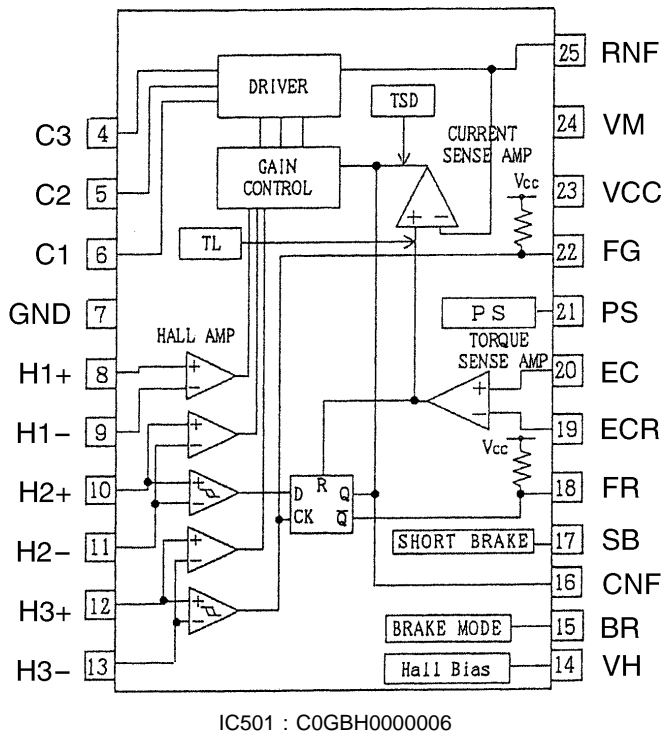 25 RNF
DRIVER
TSD
24 VM
C3 4
CURRENT
SENSE AMP
GAIN
CONTROL
Vcc
23 VCC
C2 5
+ −
TL
C1 6
22 FG
GND 7
PS
21 PS
HALL AMP
TORQUE
SENSE AMP
H1+ 8
+
−
20 EC
+
−
H1- 9
19 ECR
+
−
Vcc
H2+ 10
+
−
D R Q
CK Q
18 FR
H2- 11
+
−
SHORT BRAKE
17 SB
16 CNF
H3+ 12
+
−
BRAKE MODE
15 BR
H3- 13
Hall Bias
14 VH
IC501 : C0GBH0000006